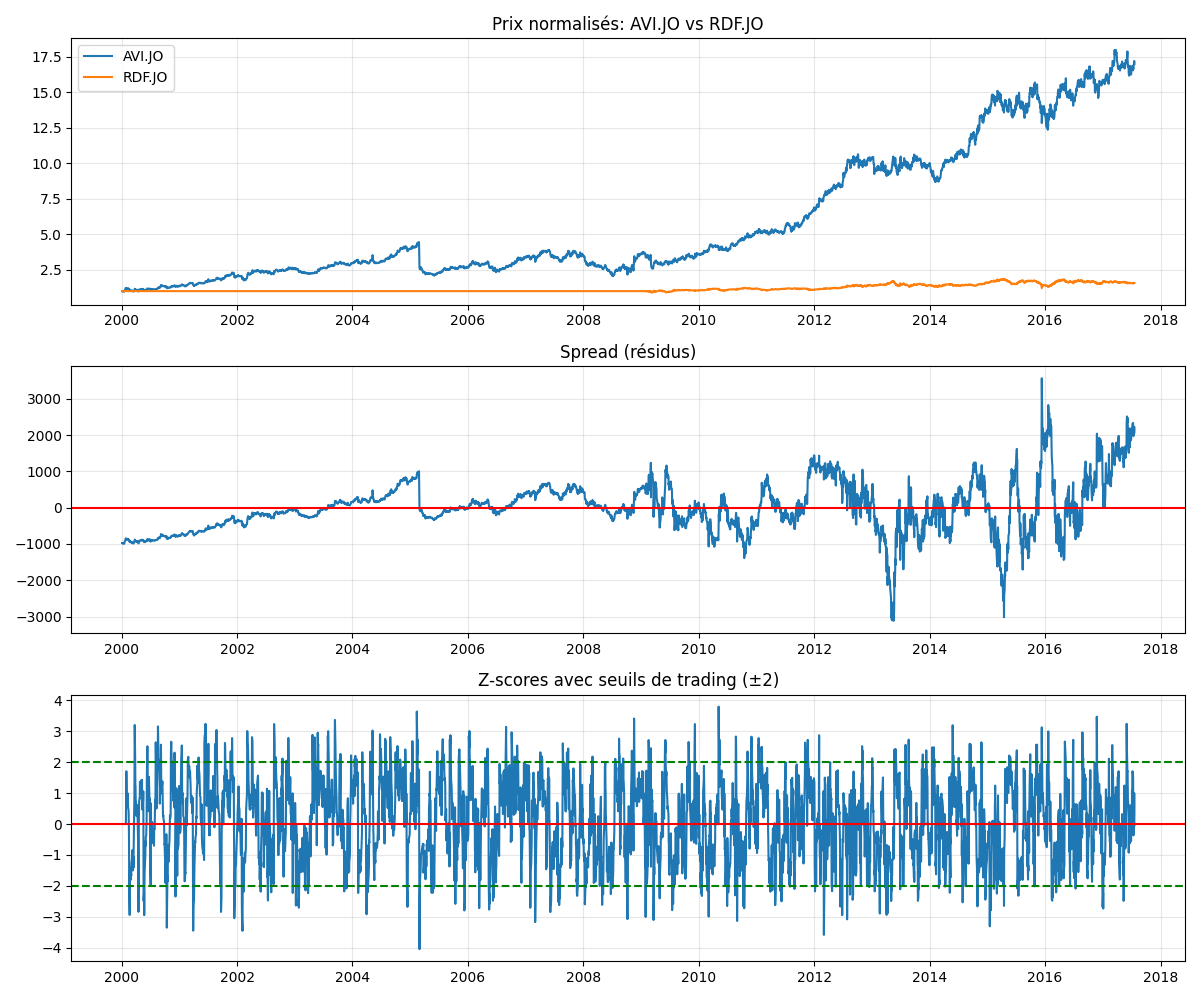 Prix normalisés: AVI.JO vs RDF.JO
AVI.JO
RDF.JO
17.5
15.0
12.5
10.0
7.5
5.0
2.5
2000 2002 2004 2006 2008 2010 2012 2014 2016 2018
Spread (résidus)
3000
2000
1000
0
−1000
−2000
−3000
2000 2002 2004 2006 2008 2010 2012 2014 2016 2018
Z-scores avec seuils de trading (±2)
4
3
2
1
0
−1
−2
−3
−4
2000 2002 2004 2006 2008 2010 2012 2014 2016 2018